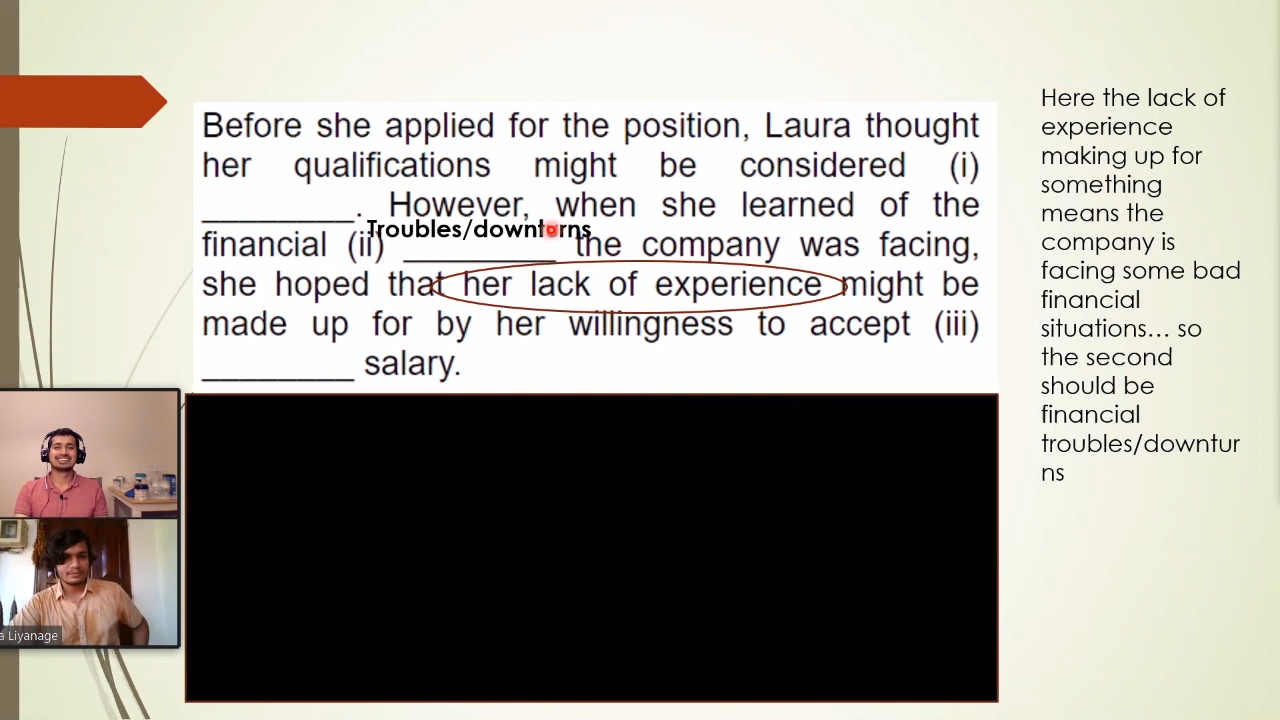 Before she applied for the position, Laura thought
her qualifications might be considered (i)
________. However, when she learned of the
Troubles/downturns
financial (ii) ________ the company was facing,
she hoped that her lack of experience might be
made up for by her willingness to accept (iii)
________ salary.
Here the lack of
experience
making up for
something
means the
company is
facing some bad
financial
situations… so
the second
should be
financial
troubles/downtur
ns
a Liyanage